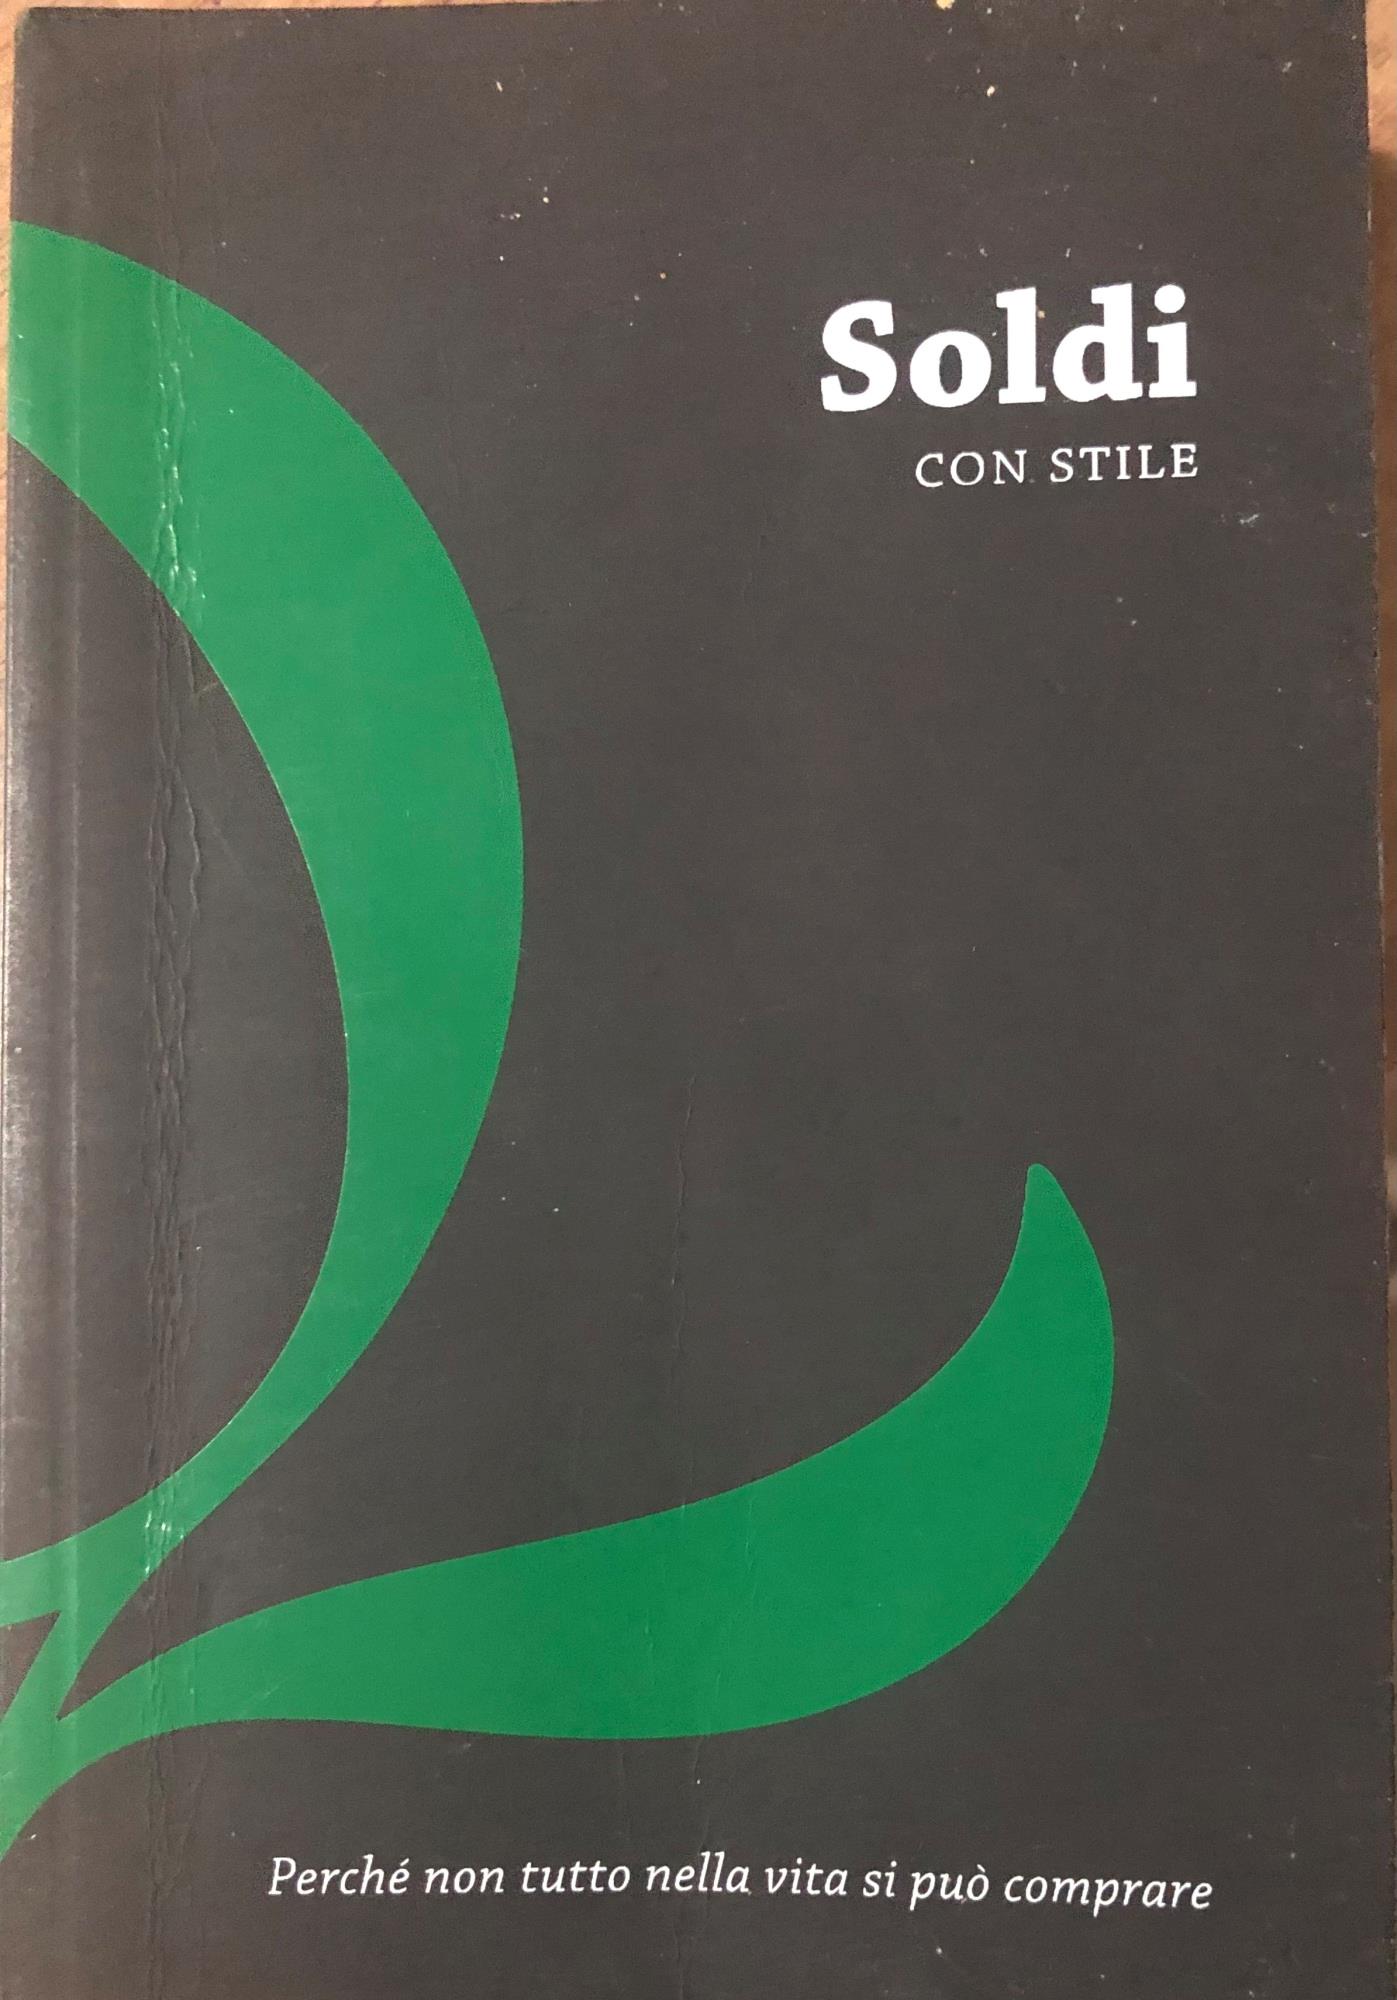 Soldi
CON STILE
Perché non tutto nella vita si può comprare